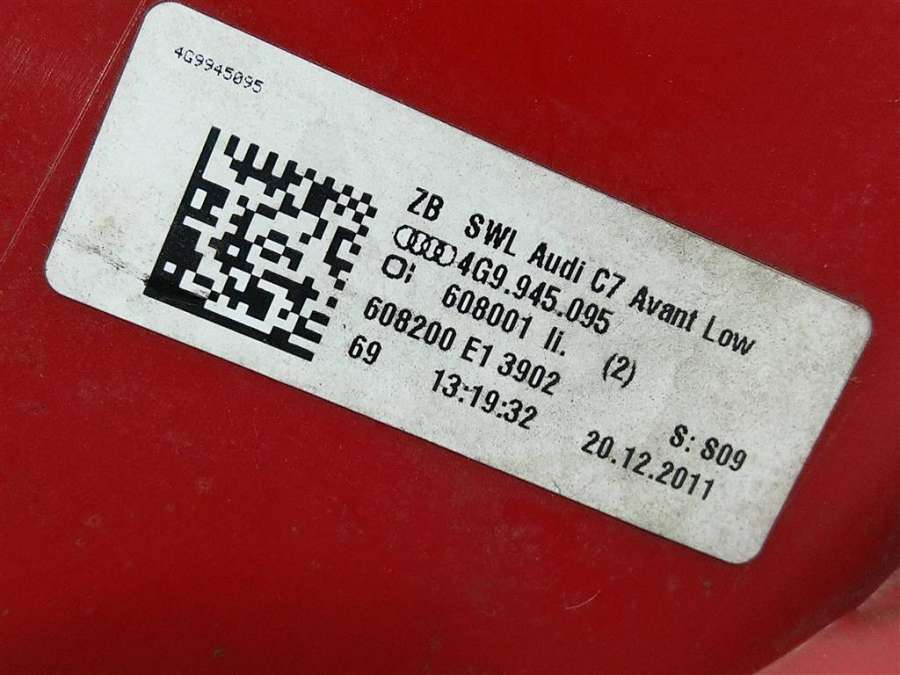 4G9945095
ZB SWL Audi C7 Avant Low
4G9.945.095
608001 li. (2)
608200 E1 3902
69 13:19:32 S: S09
20.12.2011